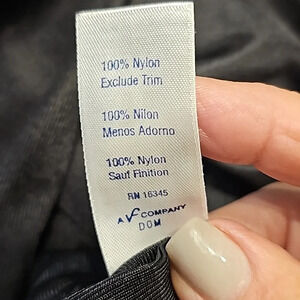 100% Nylon
Exclude Trim
100% Nilon
Menos Adorno
100% Nylon
Sauf Finition
RN 16345
A VF COMPANY
DOM